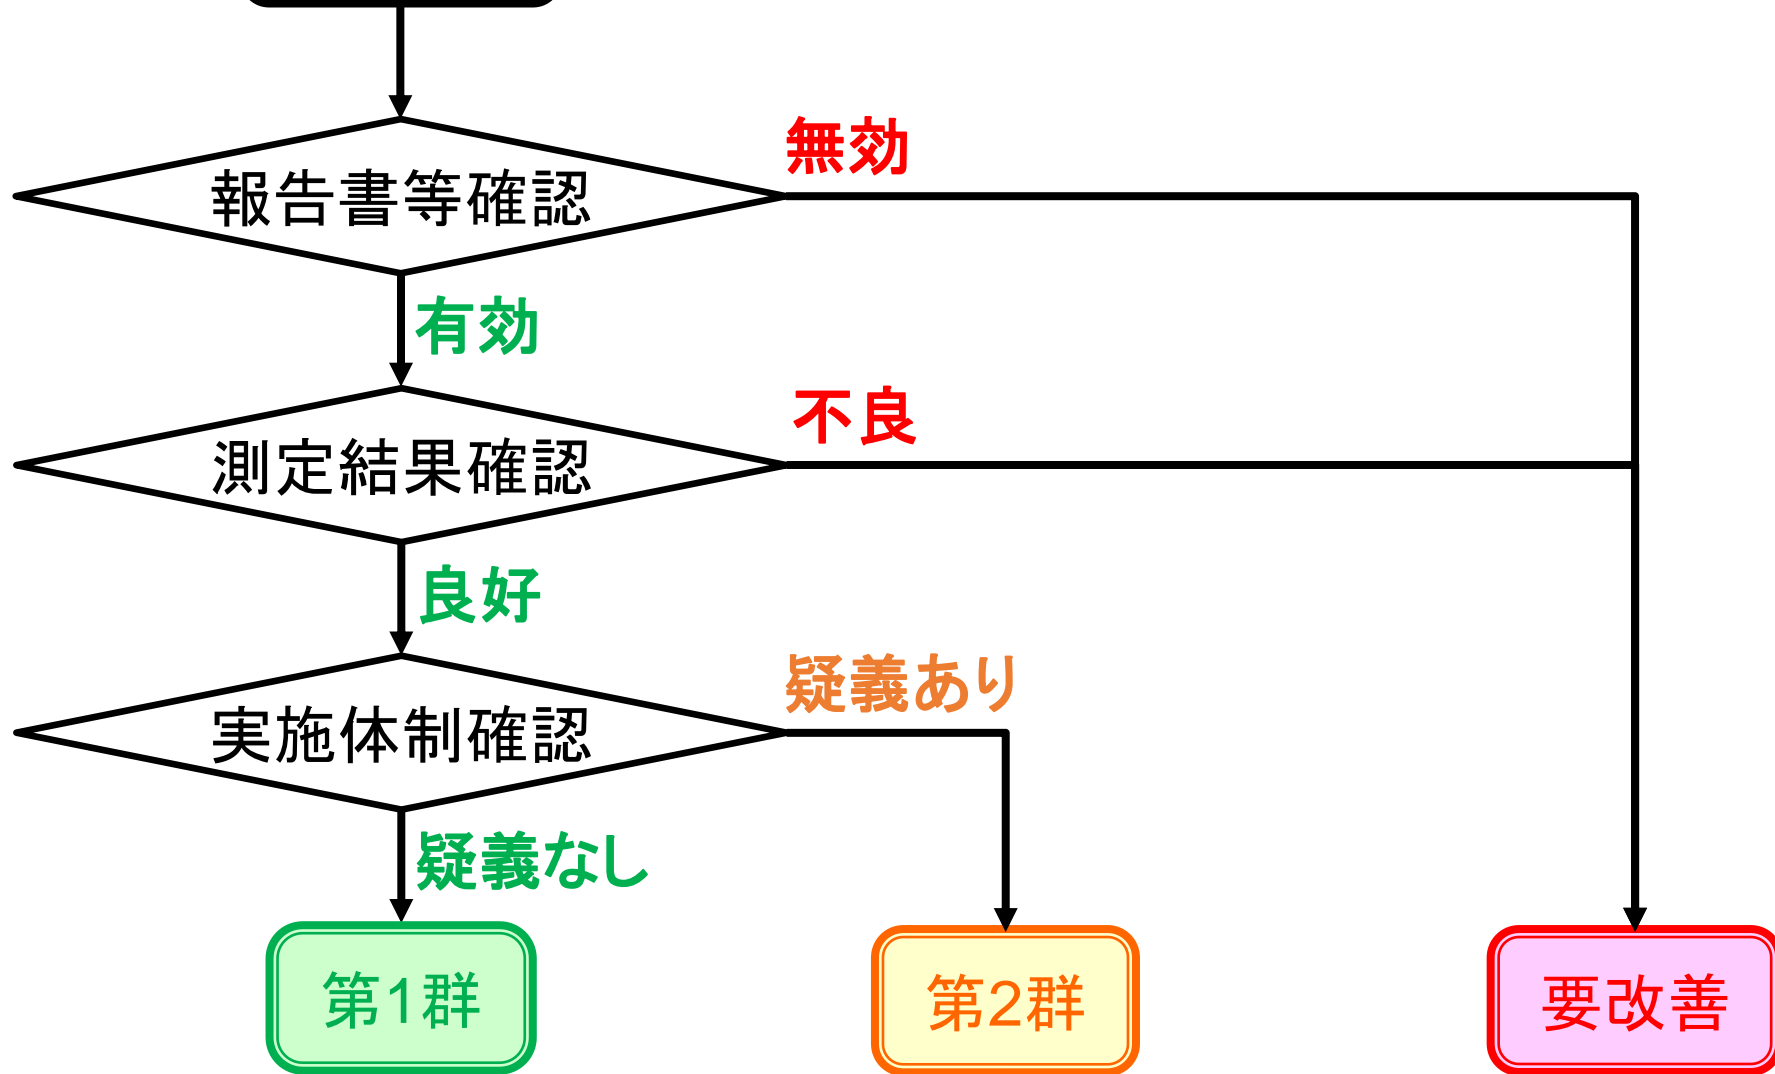 無効
報告書等確認
有効
不良
測定結果確認
良好
疑義あり
実施体制確認
疑義なし
第1群
第2群
要改善